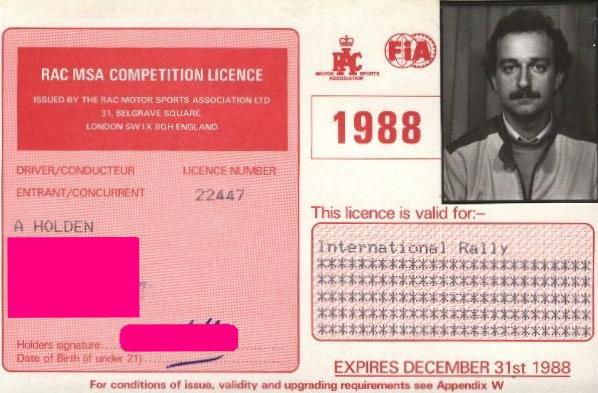 RAC MSA COMPETITION LICENCE
ISSUED BY THE RAC MOTOR SPORTS ASSOCIATION LTD
31, BELGRAVE SQUARE,
LONDON SW1X 8QH ENGLAND
DRIVER/CONDUCTEUR LICENCE NUMBER
ENTRANT/CONCURRENT 22447
A HOLDEN
Holders signature....
Date of Birth (if under 21)....
RAC
MOTOR SPORTS
ASSOCIATION
FIA
1988
This licence is valid for:–
International Rally
************************
************************
************************
************************
************************
EXPIRES DECEMBER 31st 1988
For conditions of issue, validity and upgrading requirements see Appendix W